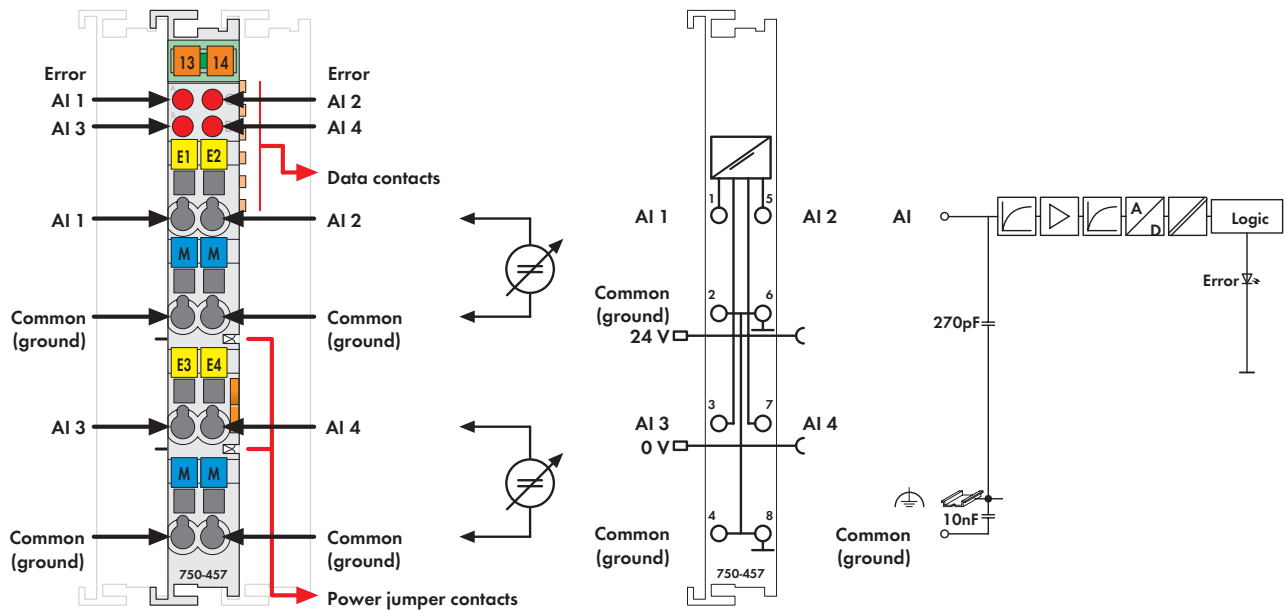 13 14
Error
Error
AI 1
AI 2
AI 3
AI 4
E1 E2
Data contacts
AI 1
AI 2
M M
Common
(ground)
Common
(ground)
E3 E4
AI 3
AI 4
M M
Common
(ground)
Common
(ground)
750-457
Power jumper contacts
1
5
AI 1
AI 2
Common
(ground)
2
6
24 V
3
7
AI 3
AI 4
0 V
4
8
Common
(ground)
750-457
AI
A
D
Logic
Error
270pF
10nF
Common
(ground)